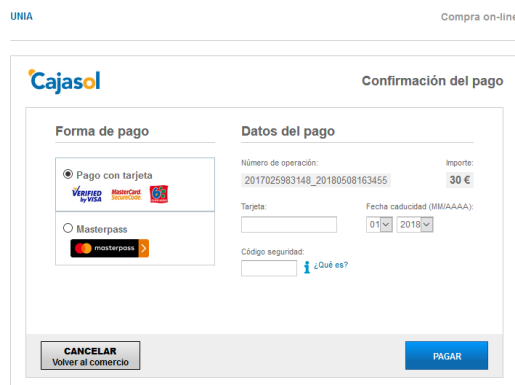 UNIA
Compra on-line
Cajasol
Confirmación del pago
Forma de pago
Pago con tarjeta
VERIFIED by VISA
MasterCard. SecureCode.
Masterpass
masterpass
Datos del pago
Número de operación:
Importe:
2017025983148_20180508163455
30 €
Tarjeta:
Fecha caducidad (MM/AAAA):
01
2018
Código seguridad:
¿Qué es?
CANCELAR
Volver al comercio
PAGAR